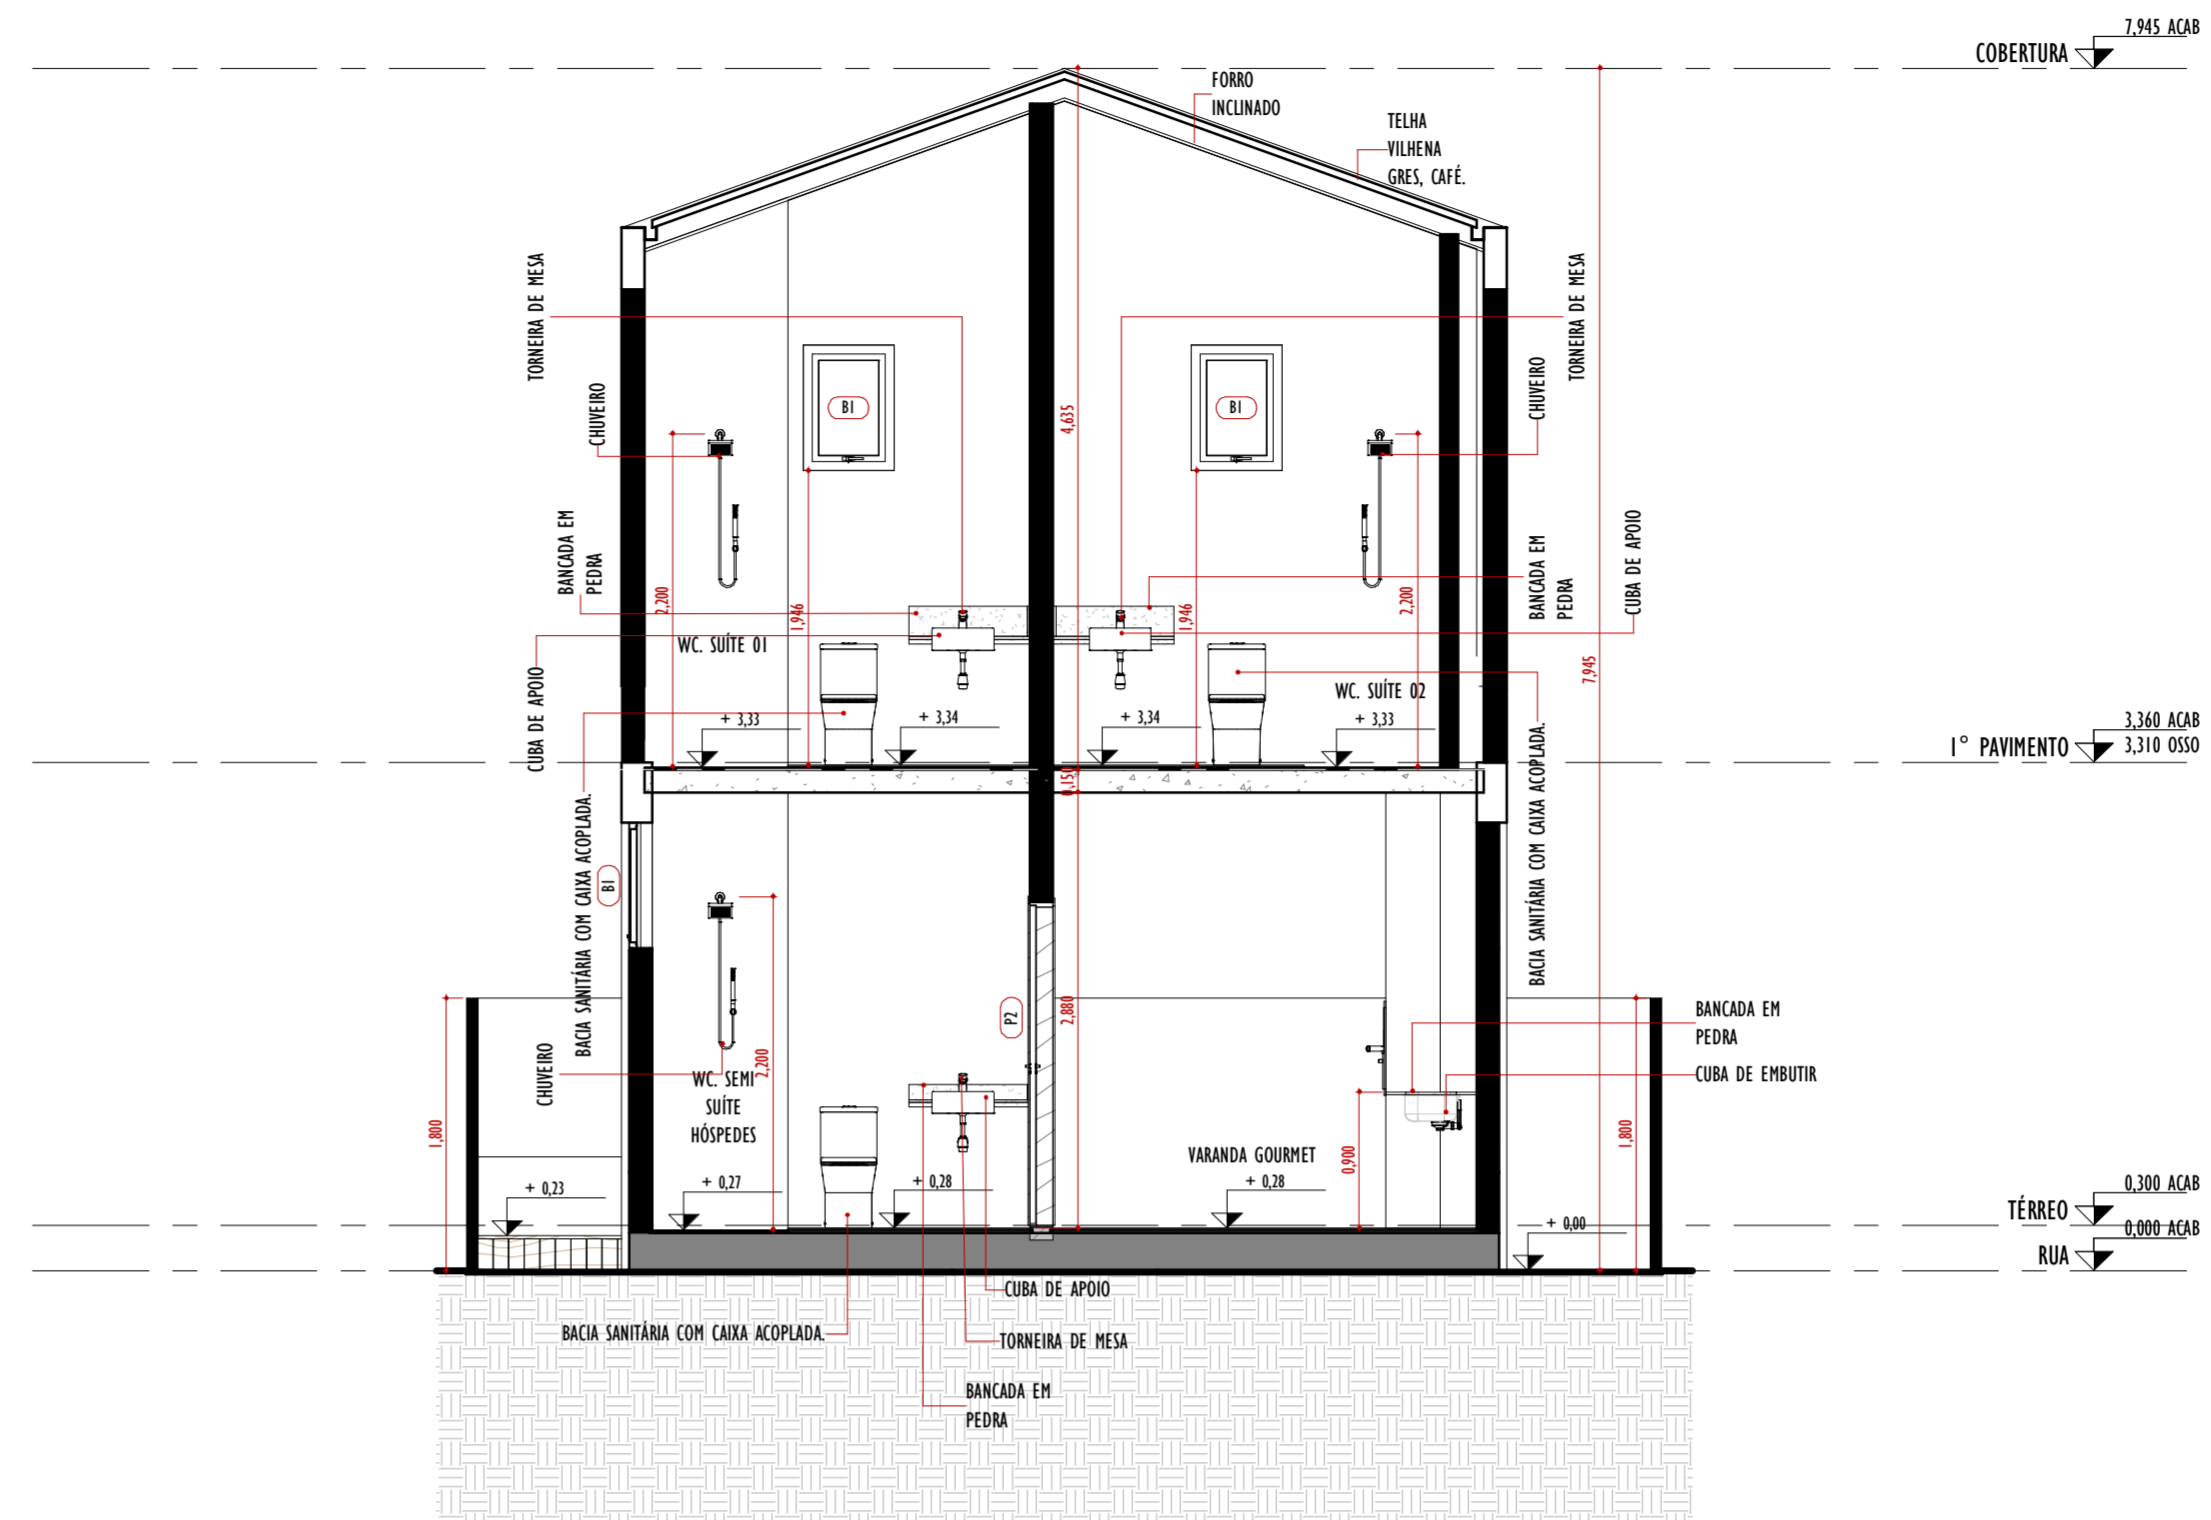 7,945 ACAB
COBERTURA
FORRO
INCLINADO
TELHA
VILHENA
GRES, CAFÉ.
TORNEIRA DE MESA
TORNEIRA DE MESA
CHUVEIRO
CHUVEIRO
B1
B1
4,635
BANCADA EM
PEDRA
BANCADA EM
PEDRA
CUBA DE APOIO
2,200
1,946
1,946
2,200
WC. SUÍTE 01
WC. SUÍTE 02
7,945
CUBA DE APOIO
+ 3,33
+ 3,34
+ 3,34
+ 3,33
3,360 ACAB
1° PAVIMENTO
3,310 OSSO
0,150
BACIA SANITÁRIA COM CAIXA ACOPLADA.
BACIA SANITÁRIA COM CAIXA ACOPLADA.
B1
P2
2,880
BANCADA EM
PEDRA
CUBA DE EMBUTIR
CHUVEIRO
2,200
WC. SEMI
SUÍTE
HÓSPEDES
1,800
1,800
0,900
VARANDA GOURMET
+ 0,23
+ 0,27
+ 0,28
+ 0,28
0,300 ACAB
TÉRREO
+ 0,00
0,000 ACAB
RUA
CUBA DE APOIO
BACIA SANITÁRIA COM CAIXA ACOPLADA.
TORNEIRA DE MESA
BANCADA EM
PEDRA